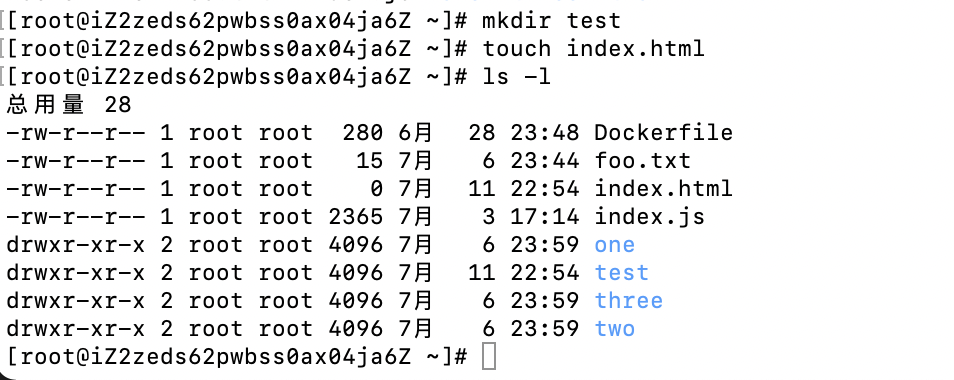 [[root@iZ2zeds62pwbss0ax04ja6Z ~]# mkdir test
[[root@iZ2zeds62pwbss0ax04ja6Z ~]# touch index.html
[[root@iZ2zeds62pwbss0ax04ja6Z ~]# ls -l
总用量 28
-rw-r--r-- 1 root root  280 6月   28 23:48 Dockerfile
-rw-r--r-- 1 root root   15 7月    6 23:44 foo.txt
-rw-r--r-- 1 root root    0 7月   11 22:54 index.html
-rw-r--r-- 1 root root 2365 7月    3 17:14 index.js
drwxr-xr-x 2 root root 4096 7月    6 23:59 one
drwxr-xr-x 2 root root 4096 7月   11 22:54 test
drwxr-xr-x 2 root root 4096 7月    6 23:59 three
drwxr-xr-x 2 root root 4096 7月    6 23:59 two
[root@iZ2zeds62pwbss0ax04ja6Z ~]#